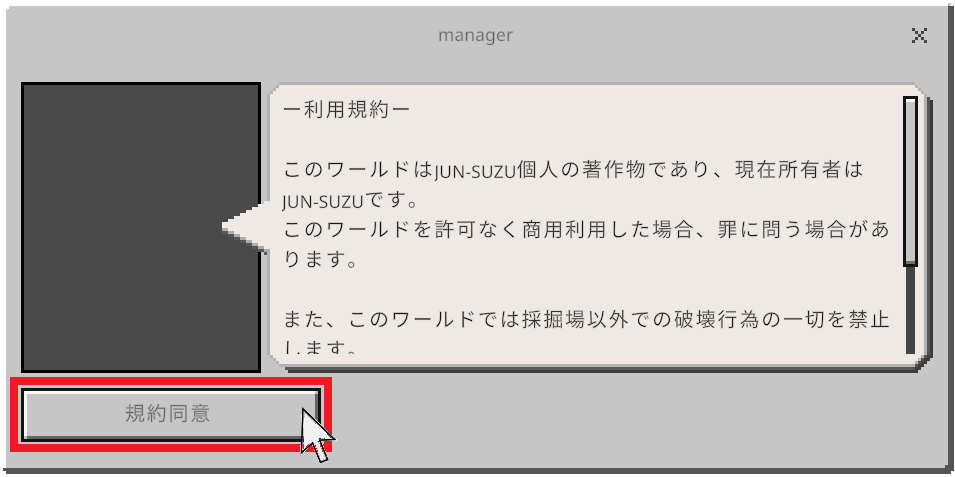 manager
ー利用規約ー
このワールドはJUN-SUZU個人の著作物であり、現在所有者は
JUN-SUZUです。
このワールドを許可なく商用利用した場合、罪に問う場合があ
ります。
また、このワールドでは採掘場以外での破壊行為の一切を禁止
します。
規約同意